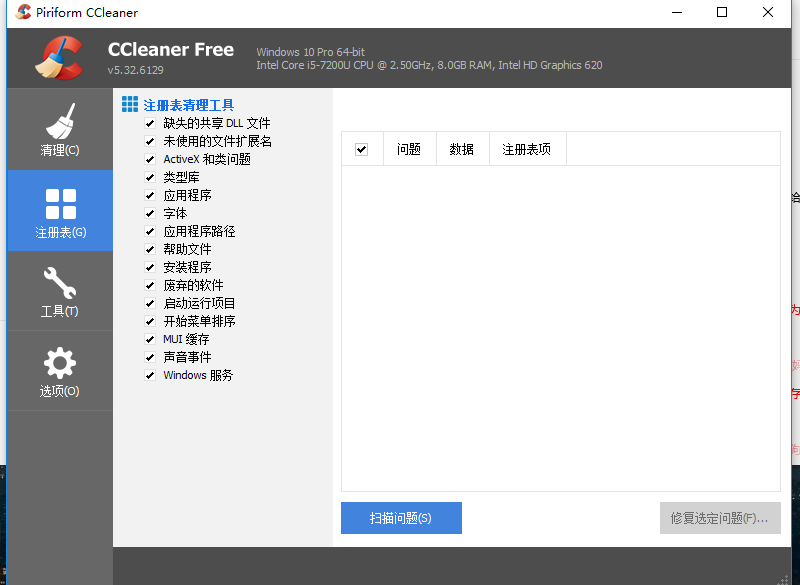 Piriform CCleaner
CCleaner Free
v5.32.6129
Windows 10 Pro 64-bit
Intel Core i5-7200U CPU @ 2.50GHz, 8.0GB RAM, Intel HD Graphics 620
清理(C)
注册表(G)
工具(T)
选项(O)
注册表清理工具
缺失的共享 DLL 文件
未使用的文件扩展名
ActiveX 和类问题
类型库
应用程序
字体
应用程序路径
帮助文件
安装程序
废弃的软件
启动运行项目
开始菜单排序
MUI 缓存
声音事件
Windows 服务
问题 数据 注册表项
扫描问题(S)
修复选定问题(F)...
给
为
存